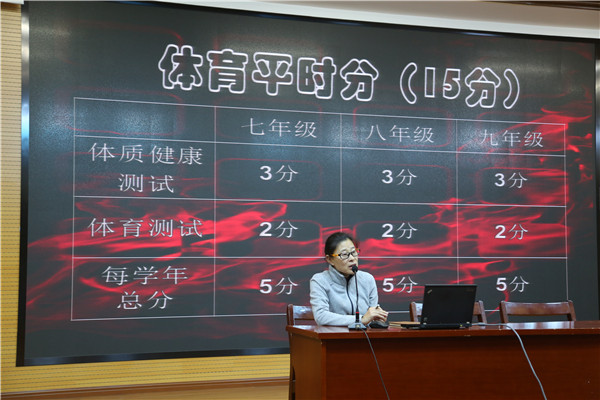 体育平时分（15分）
七年级 八年级 九年级
体质健康
测试 3分 3分 3分
体育测试 2分 2分 2分
每学年
总分 5分 5分 5分